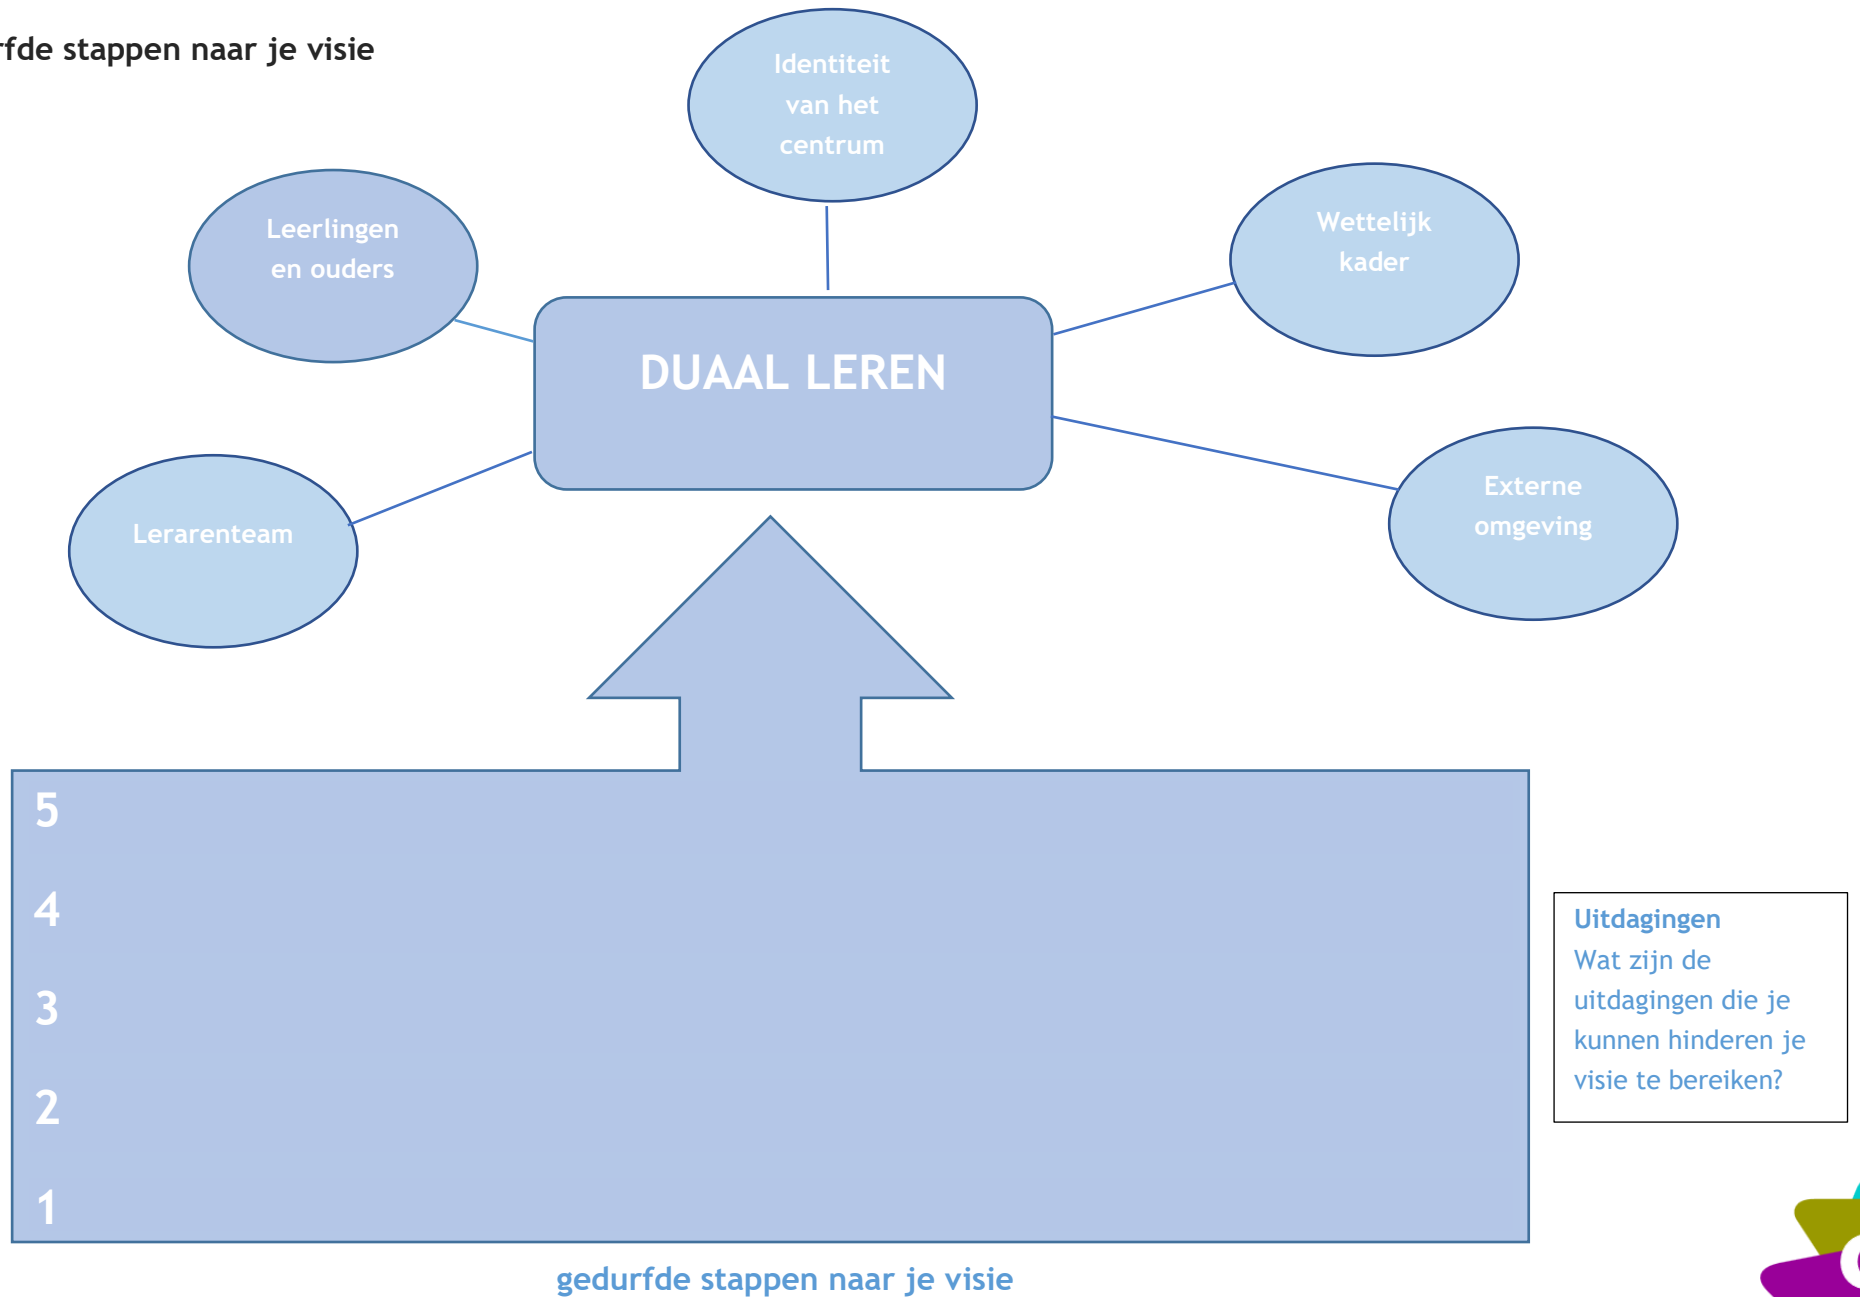 rfde stappen naar je visie
Identiteit
van het
centrum
Leerlingen
en ouders
Wettelijk
kader
DUAAL LEREN
Lerarenteam
Externe
omgeving
5
4
3
2
1
Uitdagingen
Wat zijn de
uitdagingen die je
kunnen hinderen je
visie te bereiken?
gedurfde stappen naar je visie